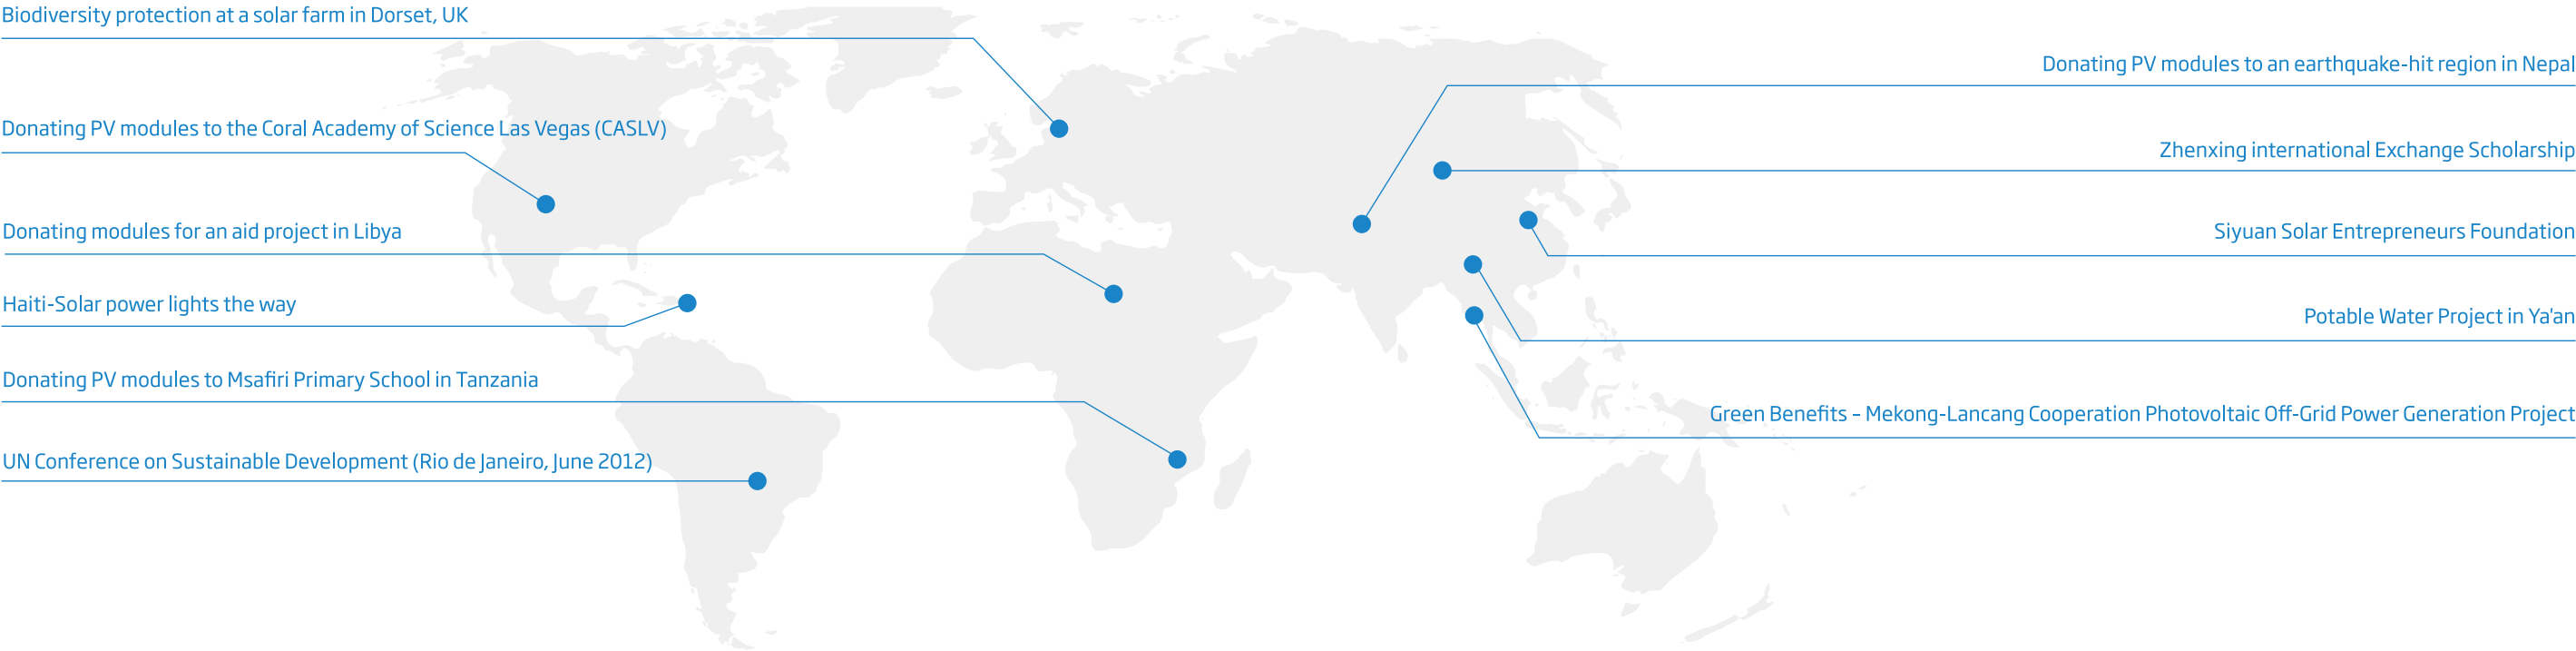 Biodiversity protection at a solar farm in Dorset, UK
Donating PV modules to the Coral Academy of Science Las Vegas (CASLV)
Donating modules for an aid project in Libya
Haiti-Solar power lights the way
Donating PV modules to Msafiri Primary School in Tanzania
UN Conference on Sustainable Development (Rio de Janeiro, June 2012)
Donating PV modules to an earthquake-hit region in Nepal
Zhenxing international Exchange Scholarship
Siyuan Solar Entrepreneurs Foundation
Potable Water Project in Ya'an
Green Benefits – Mekong-Lancang Cooperation Photovoltaic Off-Grid Power Generation Project